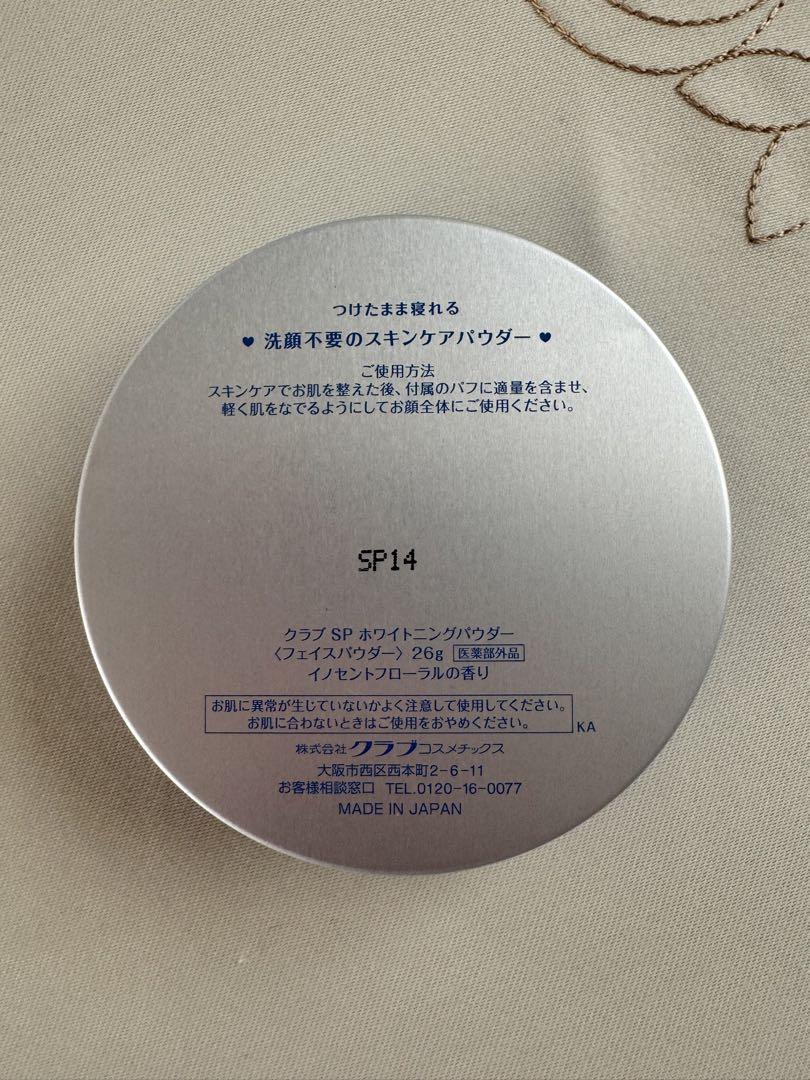 つけたまま寝れる
♥ 洗顔不要のスキンケアパウダー ♥
ご使用方法
スキンケアでお肌を整えた後、付属のパフに適量を含ませ、
軽く肌をなでるようにしてお顔全体にご使用ください。
SP14
クラブ SP ホワイトニングパウダー
〈フェイスパウダー〉 26g 医薬部外品
イノセントフローラルの香り
お肌に異常が生じていないかよく注意して使用してください。
お肌に合わないときはご使用をおやめください。
KA
株式会社 クラブコスメチックス
大阪市西区西本町2-6-11
お客様相談窓口 TEL.0120-16-0077
MADE IN JAPAN